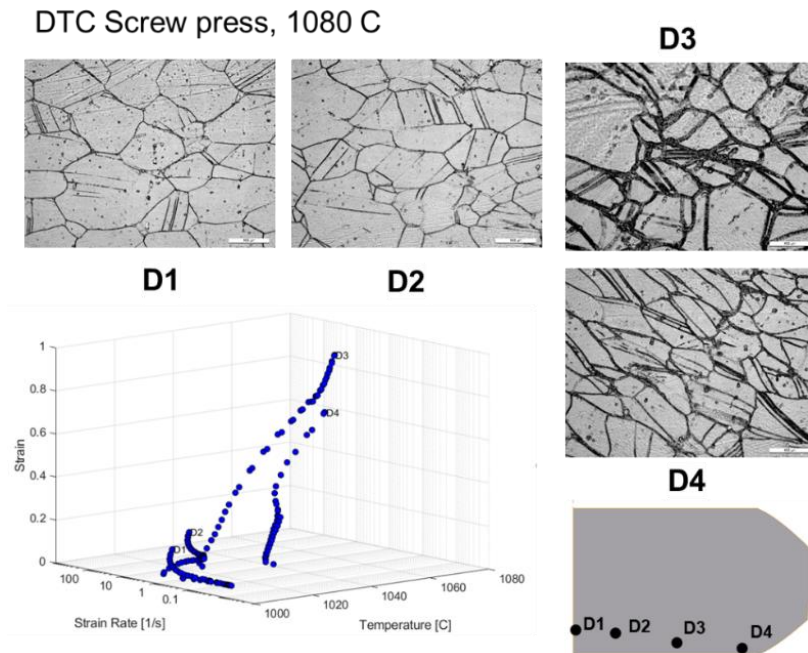 DTC Screw press, 1080 C
D3
D1
D2
1
0.8
0.6
0.4
0.2
0
Strain
D3
D4
D2
D1
100
10
1
0.1
Strain Rate [1/s]
1000
1020
1040
1060
1080
Temperature [C]
D4
D1
D2
D3
D4